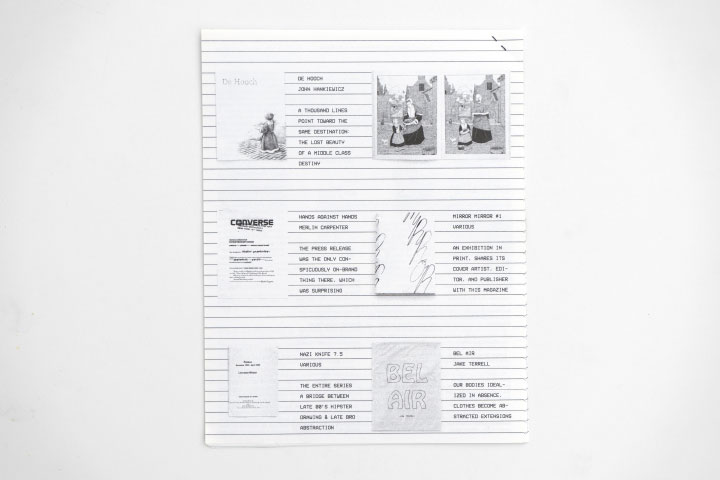 De Hooch
DE HOOCH
JOHN HANKIEWICZ
A THOUSAND LINES
POINT TOWARD THE
SAME DESTINATION:
THE LOST BEAUTY
OF A MIDDLE CLASS
DESTINY
CONVERSE
HANDS AGAINST HANDS
MERLIN CARPENTER
THE PRESS RELEASE
WAS THE ONLY CON-
SPICUOUSLY ON-BRAND
THING THERE. WHICH
WAS SURPRISING
MIRROR MIRROR #1
VARIOUS
AN EXHIBITION IN
PRINT. SHARES ITS
COVER ARTIST, EDI-
TOR, AND PUBLISHER
WITH THIS MAGAZINE
NAZI KNIFE 7.5
VARIOUS
THE ENTIRE SERIES
A BRIDGE BETWEEN
LATE 80'S HIPSTER
DRAWING & LATE BRO
ABSTRACTION
BEL
AIR
BEL AIR
JAKE TERRELL
OUR BODIES IDEAL-
IZED IN ABSENCE.
CLOTHES BECOME AB-
STRACTED EXTENSIONS